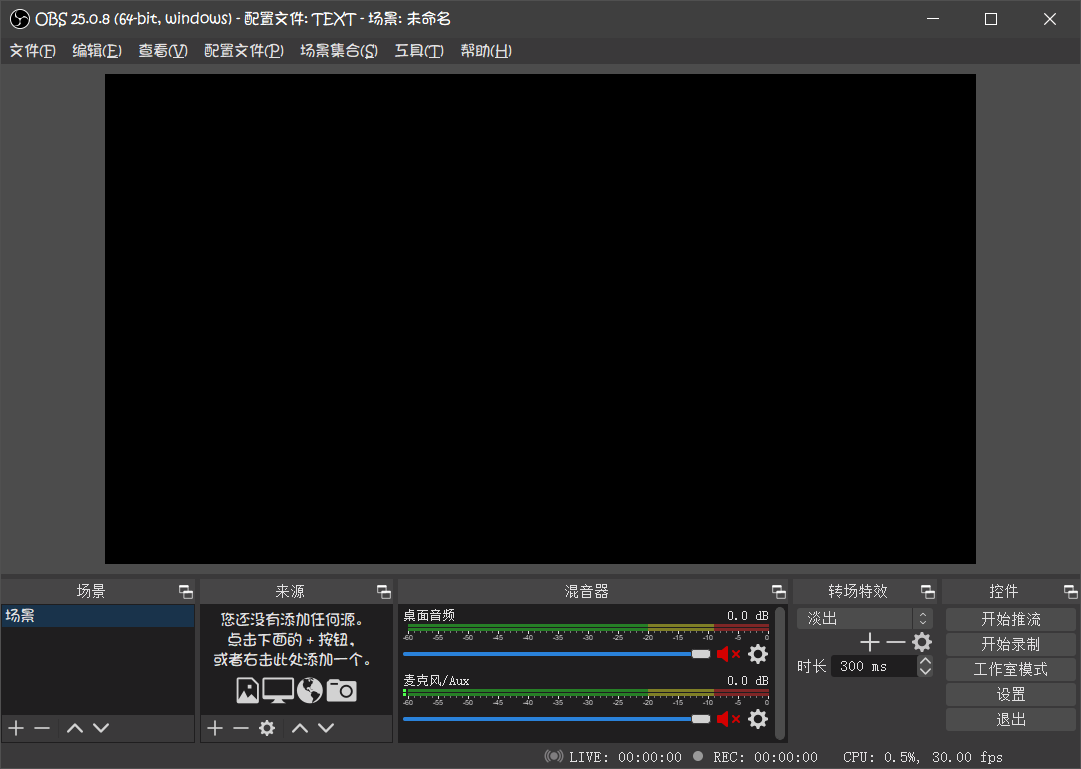 OBS 25.0.8 (64-bit, windows) - 配置文件: TEXT - 场景: 未命名
文件(F) 编辑(E) 查看(V) 配置文件(P) 场景集合(S) 工具(T) 帮助(H)
场景 来源 混音器 转场特效 控件
场景
您还没有添加任何源。
点击下面的 + 按钮,
或者右击此处添加一个。
桌面音频 0.0 dB
-60 -55 -50 -45 -40 -35 -30 -25 -20 -15 -10 -5 0
麦克风/Aux 0.0 dB
-60 -55 -50 -45 -40 -35 -30 -25 -20 -15 -10 -5 0
淡出
时长 300 ms
开始推流
开始录制
工作室模式
设置
退出
LIVE: 00:00:00 REC: 00:00:00 CPU: 0.5%, 30.00 fps